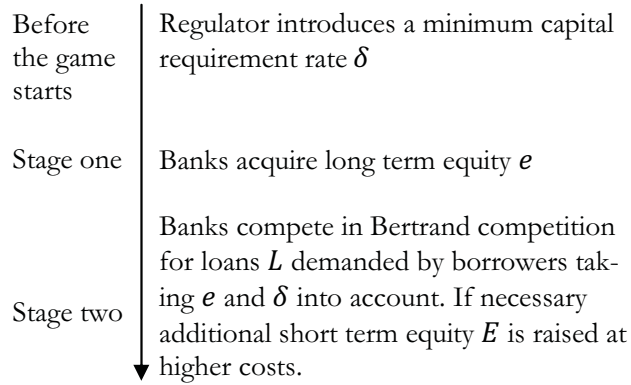 Before
the game
starts
Regulator introduces a minimum capital
requirement rate δ
Stage one
Banks acquire long term equity e
Stage two
Banks compete in Bertrand competition
for loans L demanded by borrowers tak-
ing e and δ into account. If necessary
additional short term equity E is raised at
higher costs.